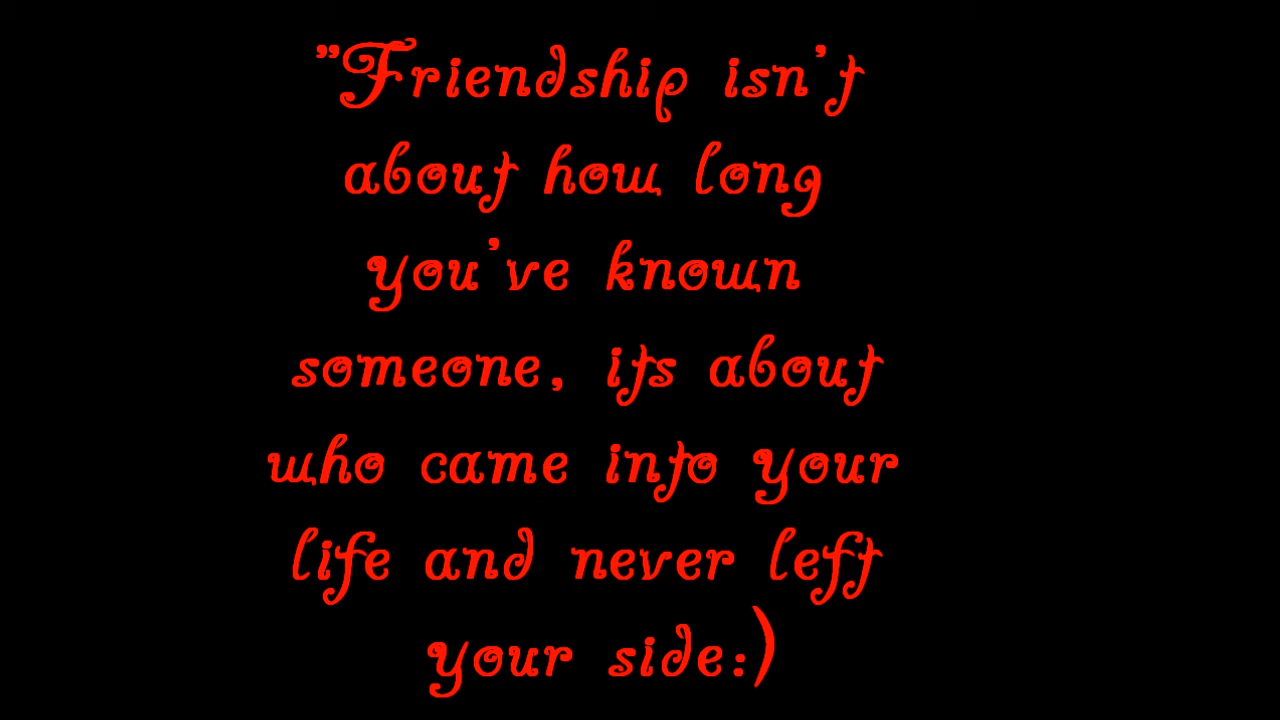 "Friendship isn't
about how long
you've known
someone, its about
who came into your
life and never left
your side:)